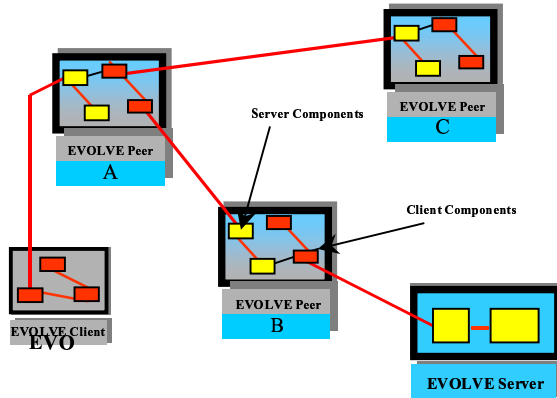 EVOLVE Peer
C
Server Components
EVOLVE Peer
A
Client Components
EVOLVE Peer
B
EVOLVE Client
EVO
EVOLVE Server